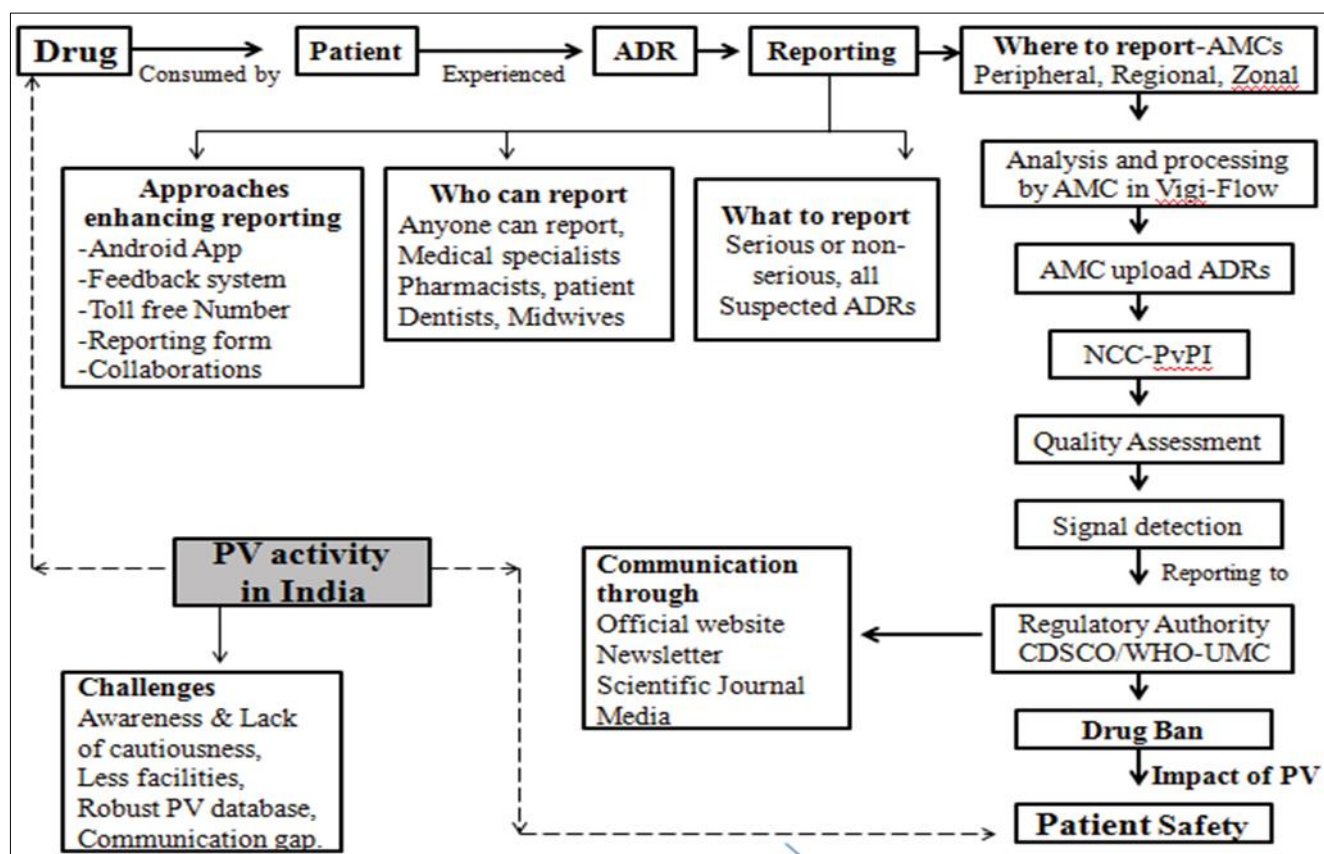 Drug
Consumed by
Patient
Experienced
ADR
Reporting
Where to report-AMCs
Peripheral, Regional, Zonal
Approaches
enhancing reporting
-Android App
-Feedback system
-Toll free Number
-Reporting form
-Collaborations
Who can report
Anyone can report,
Medical specialists
Pharmacists, patient
Dentists, Midwives
What to report
Serious or non-
serious, all
Suspected ADRs
Analysis and processing
by AMC in Vigi-Flow
AMC upload ADRs
NCC-PvPI
Quality Assessment
Signal detection
Reporting to
Regulatory Authority
CDSCO/WHO-UMC
Communication
through
Official website
Newsletter
Scientific Journal
Media
Drug Ban
Impact of PV
Patient Safety
PV activity
in India
Challenges
Awareness & Lack
of cautiousness,
Less facilities,
Robust PV database,
Communication gap.